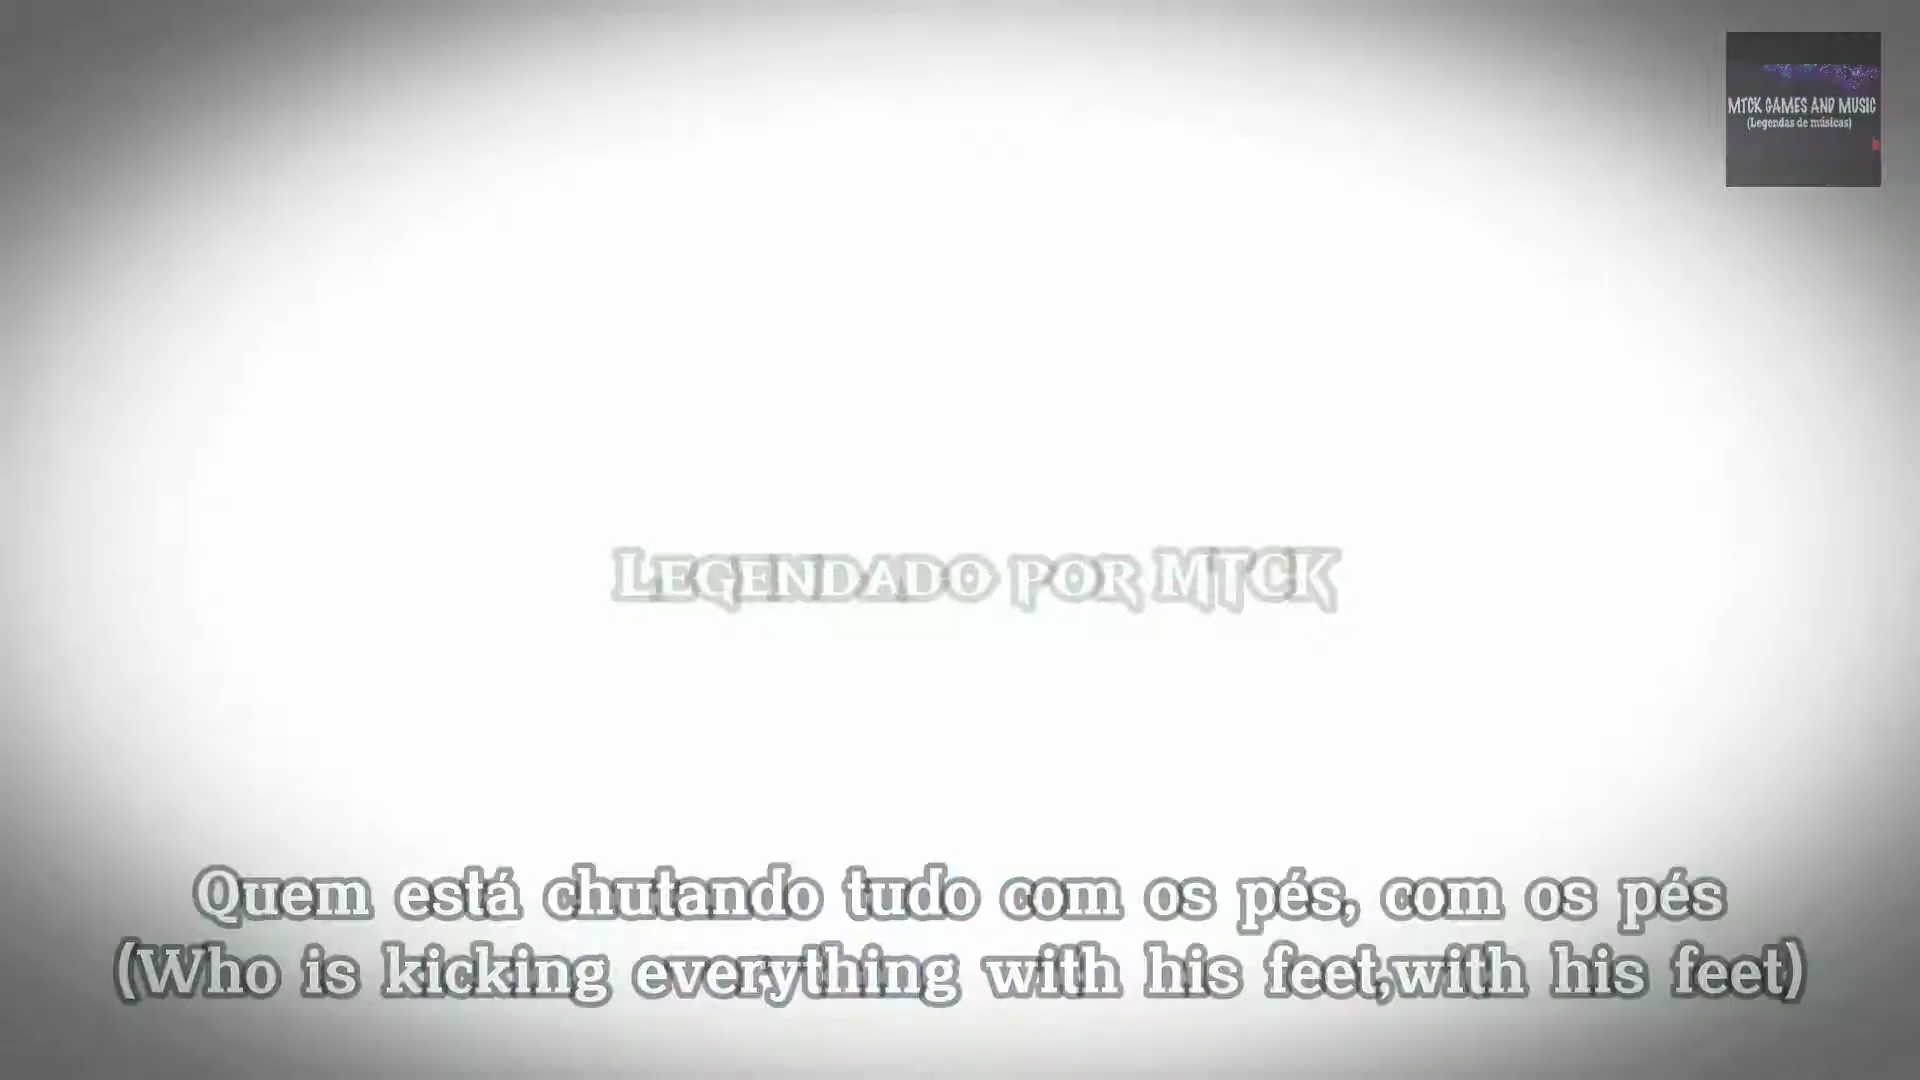 MTCK GAMES AND MUSIC
(Legendas de músicas)
LEGENDADO POR MTCK
Quem está chutando tudo com os pés, com os pés
(Who is kicking everything with his feet,with his feet)